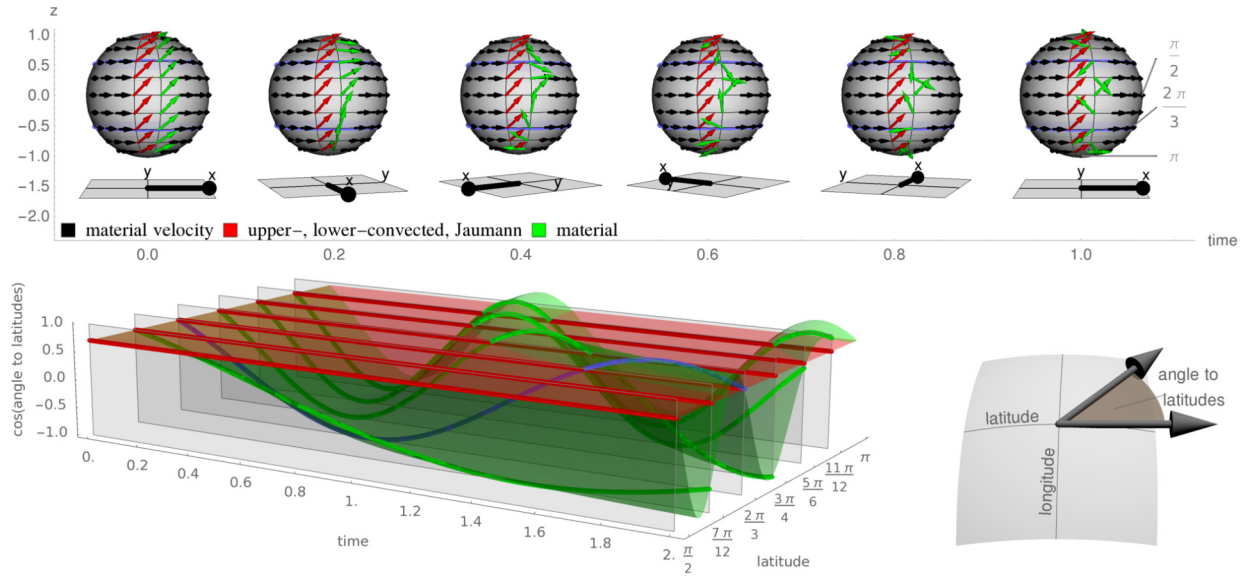 z
1.0
0.5
0.0
−0.5
−1.0
−1.5
−2.0
π/2
2 π/3
π
y x
x y
x y
x y
x y
y x
material velocity upper−, lower−convected, Jaumann material
0.0 0.2 0.4 0.6 0.8 1.0 time
cos(angle to latitudes)
1.0
0.5
0.0
−0.5
−1.0
0. 0.2 0.4 0.6 0.8 1. 1.2 1.4 1.6 1.8 2.
time
π/2 7 π/12 2 π/3 3 π/4 5 π/6 11 π/12 π
latitude
angle to
latitudes
latitude
longitude